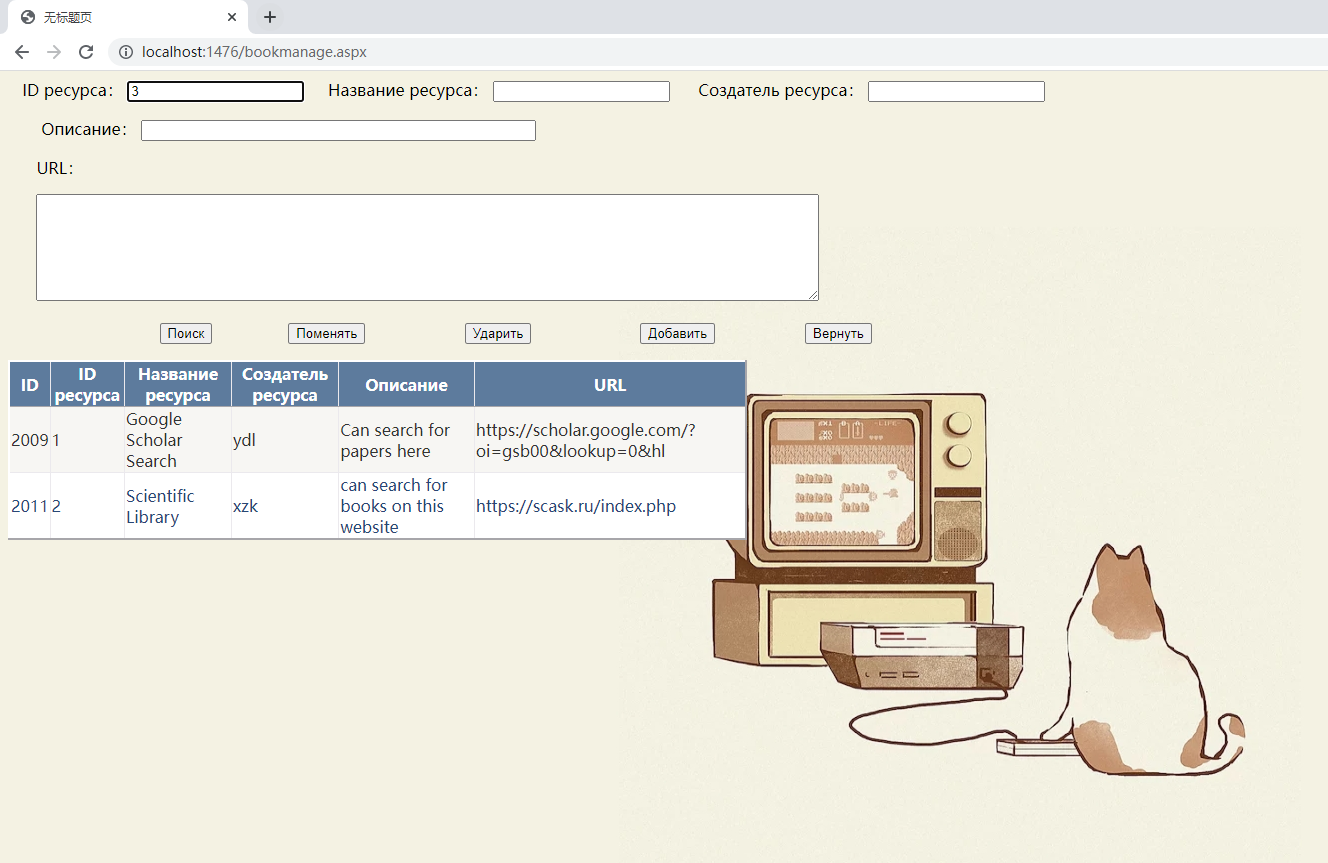 无标题页
localhost:1476/bookmanage.aspx
ID ресурса: 3 Название ресурса: Создатель ресурса:
Описание:
URL:
Поиск Поменять Ударить Добавить Вернуть
ID ID ресурса Название ресурса Создатель ресурса Описание URL
2009 1 Google Scholar Search ydl Can search for papers here https://scholar.google.com/?oi=gsb00&lookup=0&hl
2011 2 Scientific Library xzk can search for books on this website https://scask.ru/index.php
-LIFE-